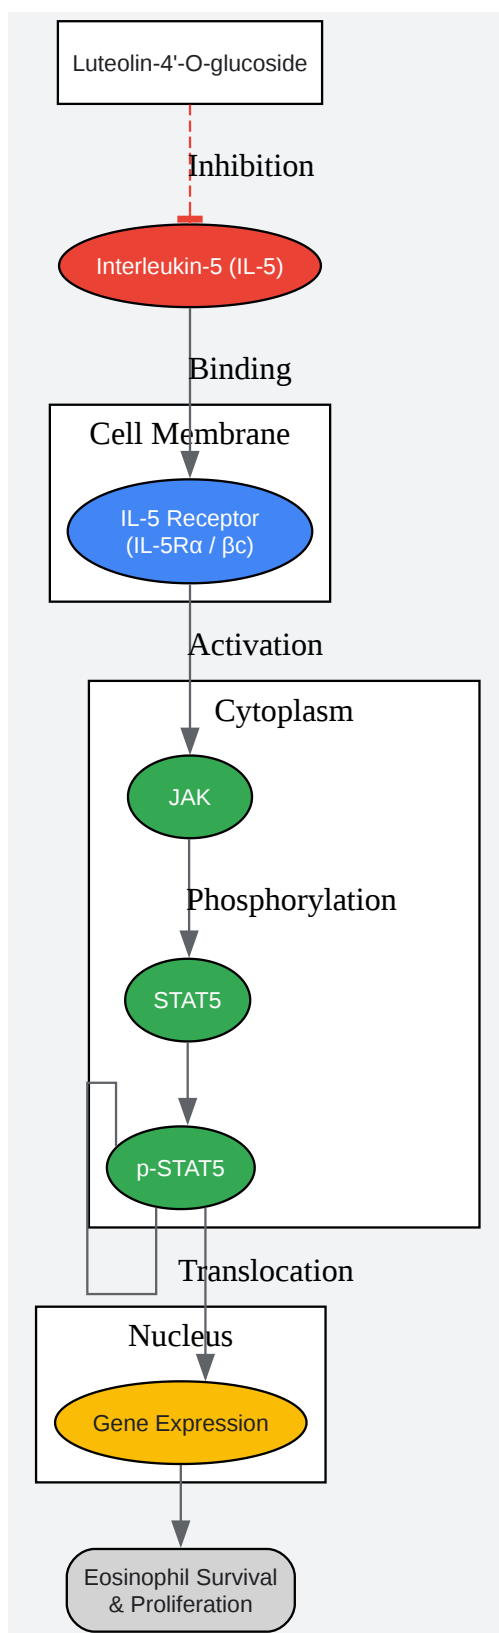 Luteolin-4'-O-glucoside
Inhibition
Interleukin-5 (IL-5)
Binding
Cell Membrane
IL-5 Receptor
(IL-5Rα / βc)
Activation
Cytoplasm
JAK
Phosphorylation
STAT5
p-STAT5
Translocation
Nucleus
Gene Expression
Eosinophil Survival
& Proliferation